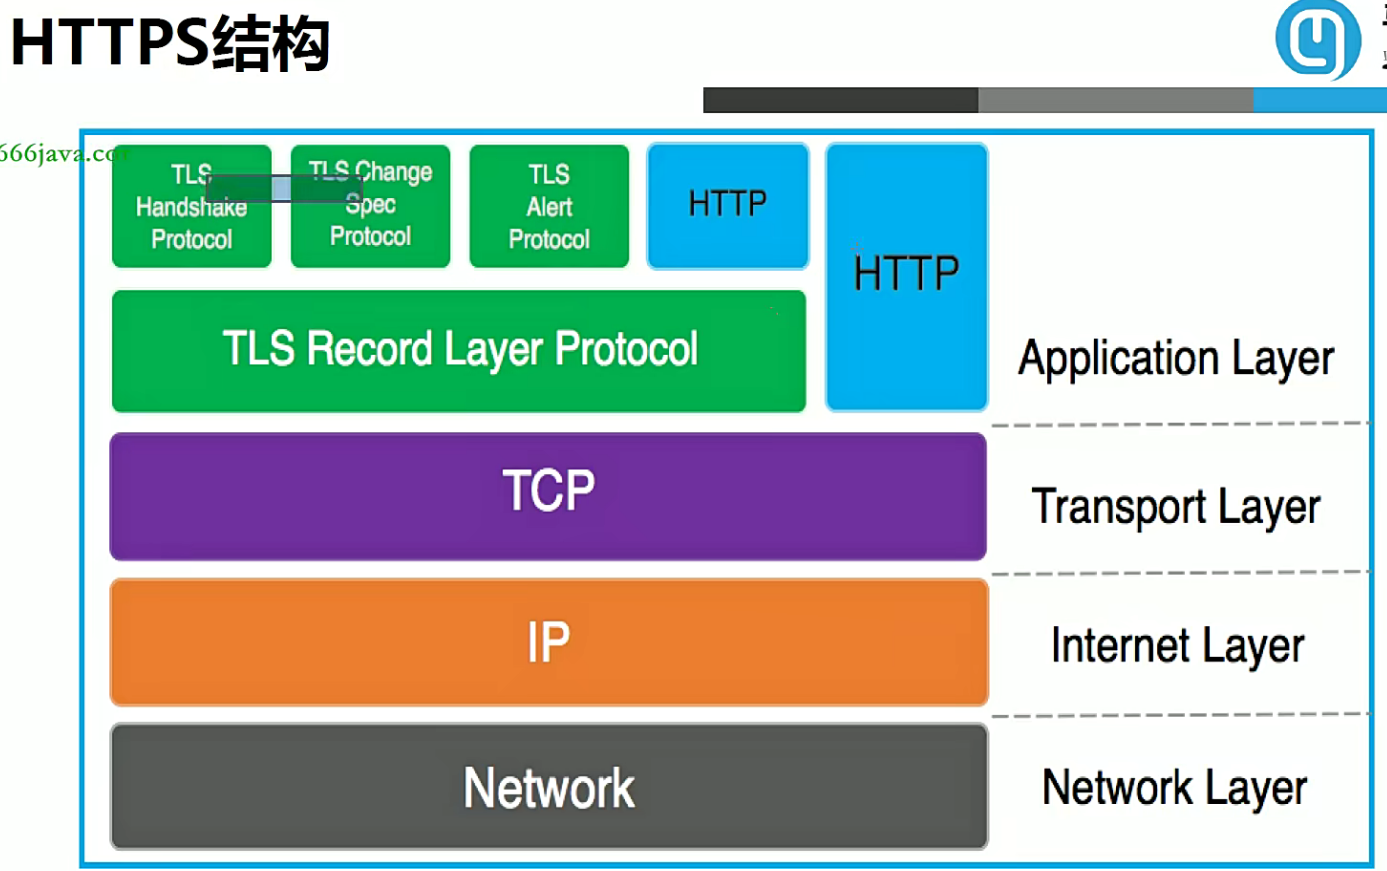 HTTPS结构
666java.co
TLS
Handshake
Protocol
TLS Change
Spec
Protocol
TLS
Alert
Protocol
HTTP
HTTP
TLS Record Layer Protocol
Application Layer
TCP
Transport Layer
IP
Internet Layer
Network
Network Layer